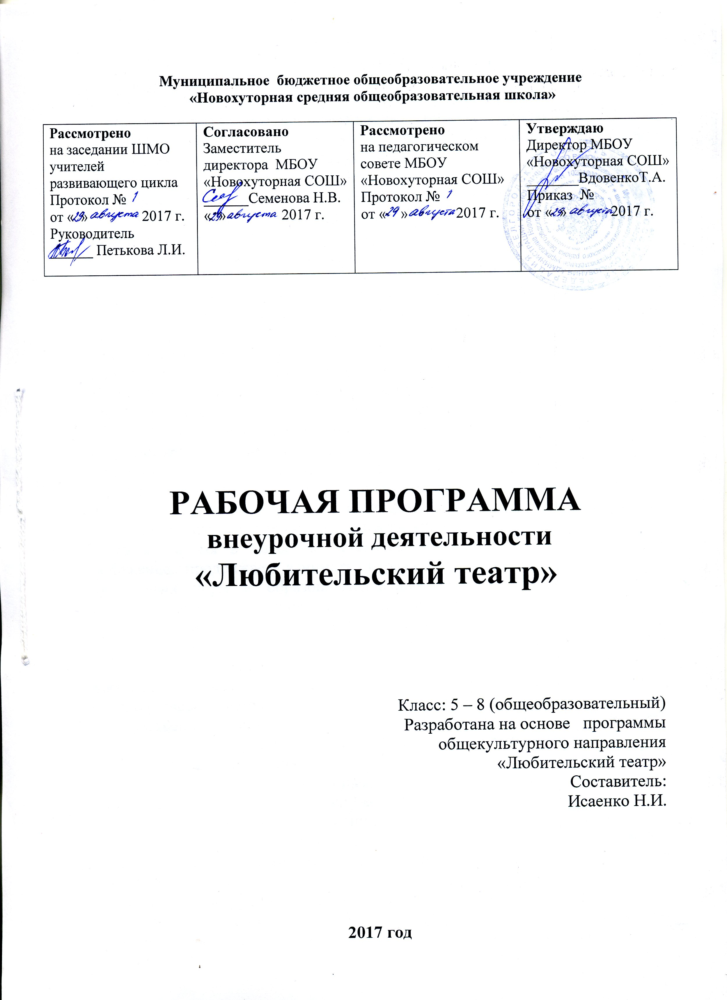 Муниципальное бюджетное общеобразовательное учреждение
«Новохуторная средняя общеобразовательная школа»
Рассмотрено
на заседании ШМО
учителей
развивающего цикла
Протокол № 1
от «29» августа 2017 г.
Руководитель
______ Петькова Л.И.
Согласовано
Заместитель
директора МБОУ
«Новохуторная СОШ»
______Семенова Н.В.
«29» августа 2017 г.
Рассмотрено
на педагогическом
совете МБОУ
«Новохуторная СОШ»
Протокол № 1
от «29» августа 2017 г.
Утверждаю
Директор МБОУ
«Новохуторная СОШ»
_______ВдовенкоТ.А.
Приказ №
от «29» августа 2017 г.
РАБОЧАЯ ПРОГРАММА
внеурочной деятельности
«Любительский театр»
Класс: 5 – 8 (общеобразовательный)
Разработана на основе программы
общекультурного направления
«Любительский театр»
Составитель:
Исаенко Н.И.
2017 год